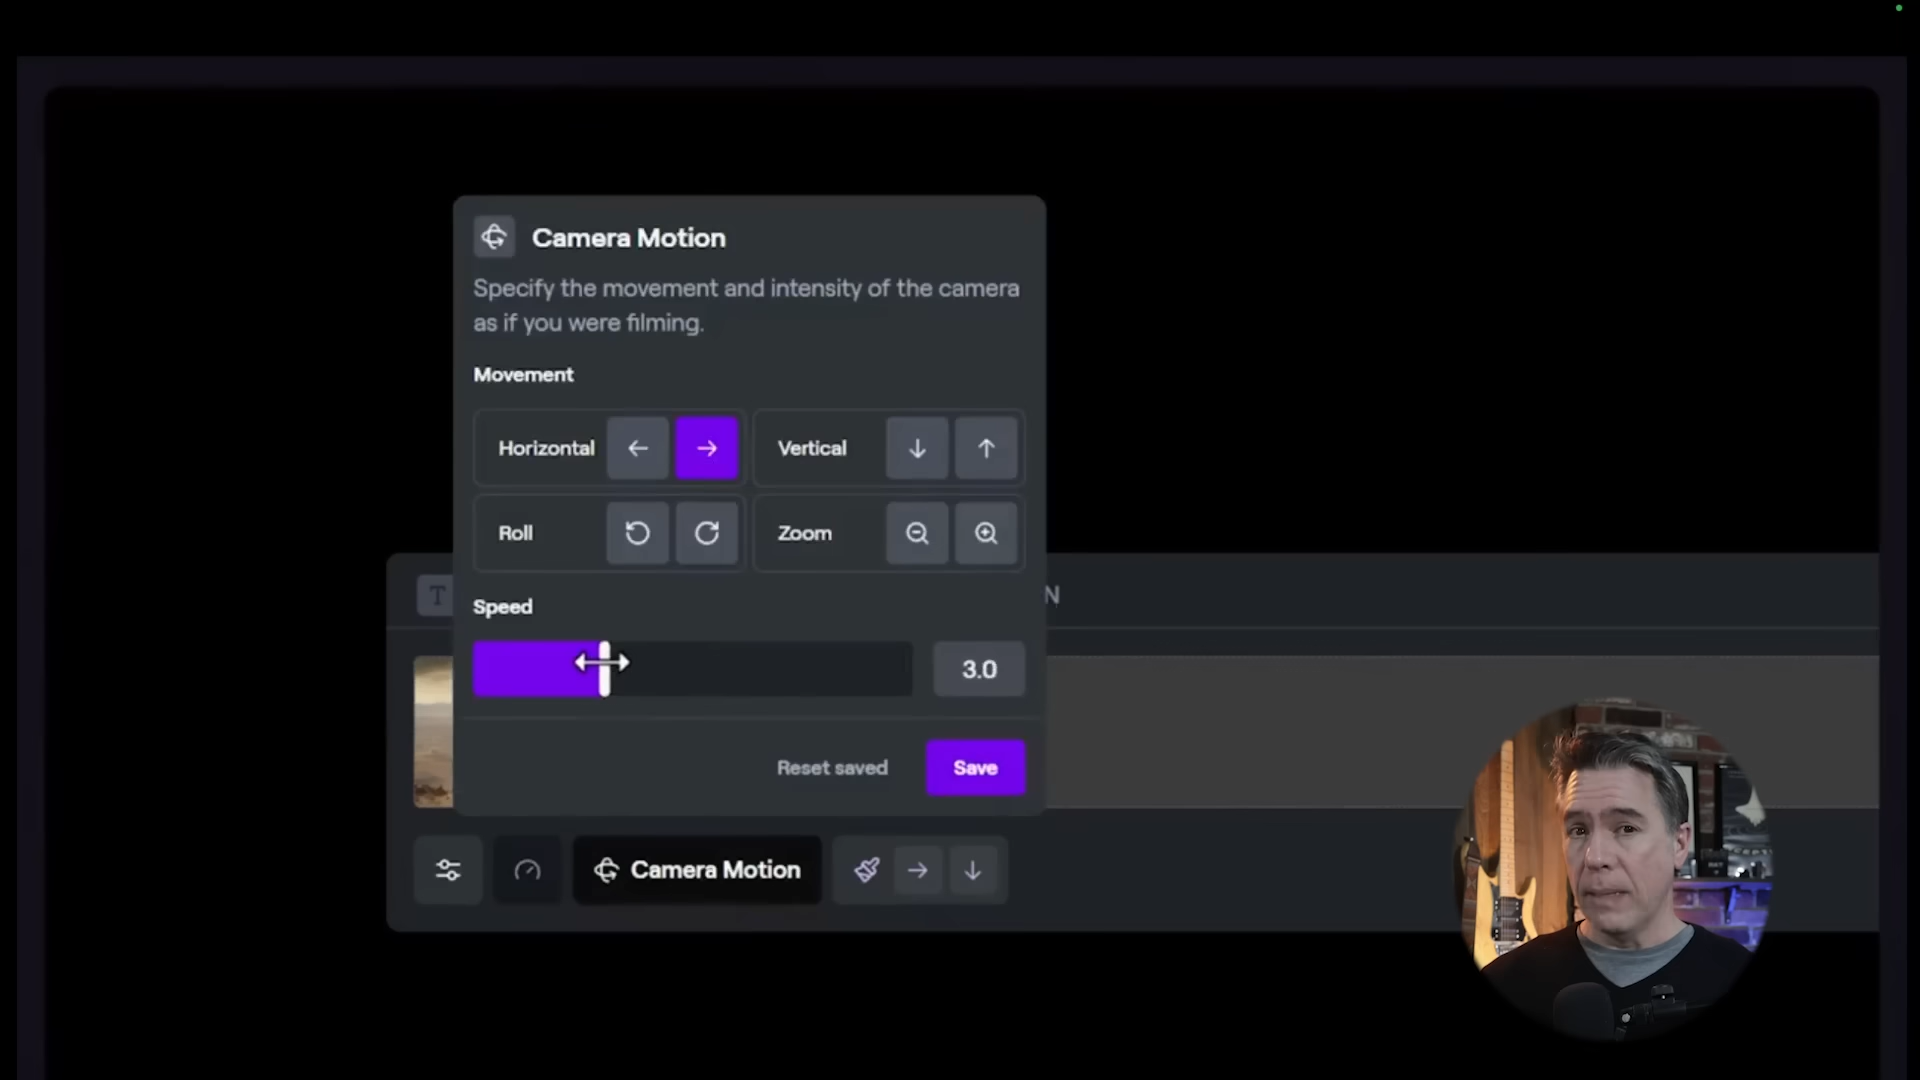 Camera Motion
Specify the movement and intensity of the camera
as if you were filming.
Movement
Horizontal
Vertical
Roll
Zoom
T
N
Speed
3.0
Reset saved
Save
Camera Motion